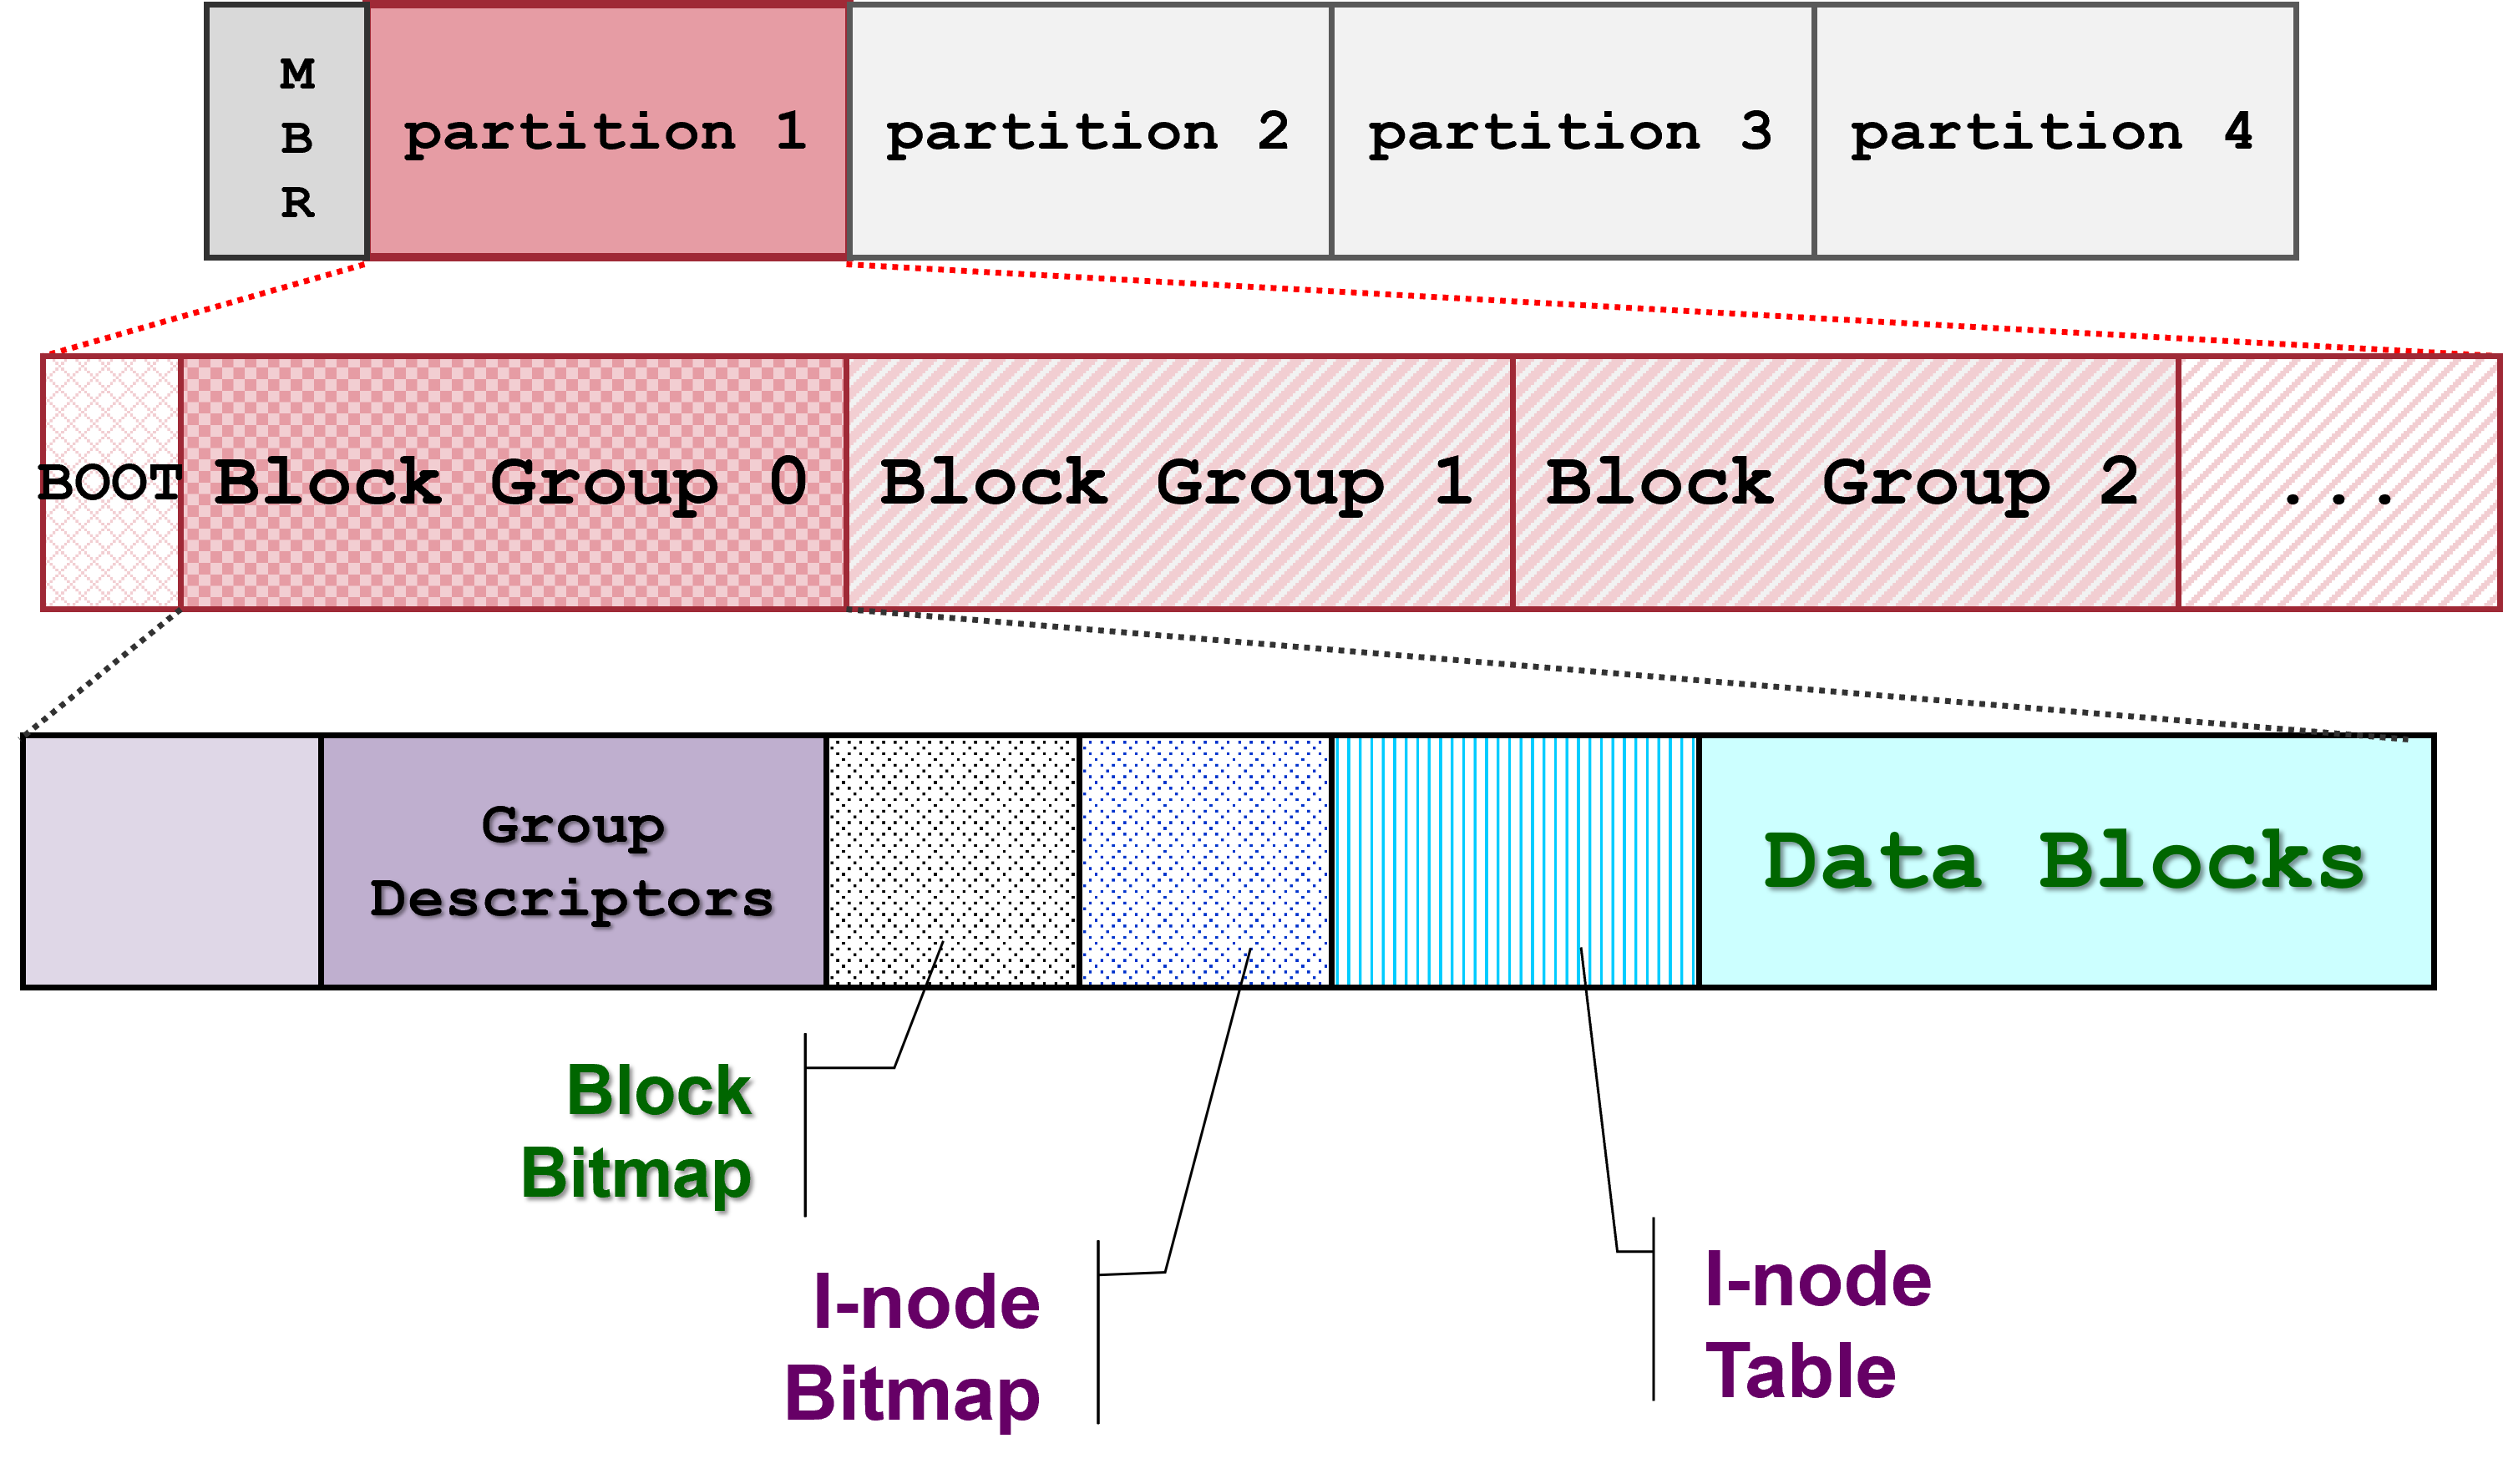 M
B
R
partition 1
partition 2
partition 3
partition 4
BOOT
Block Group 0
Block Group 1
Block Group 2
...
Group
Descriptors
Data Blocks
Block
Bitmap
I-node
Bitmap
I-node
Table